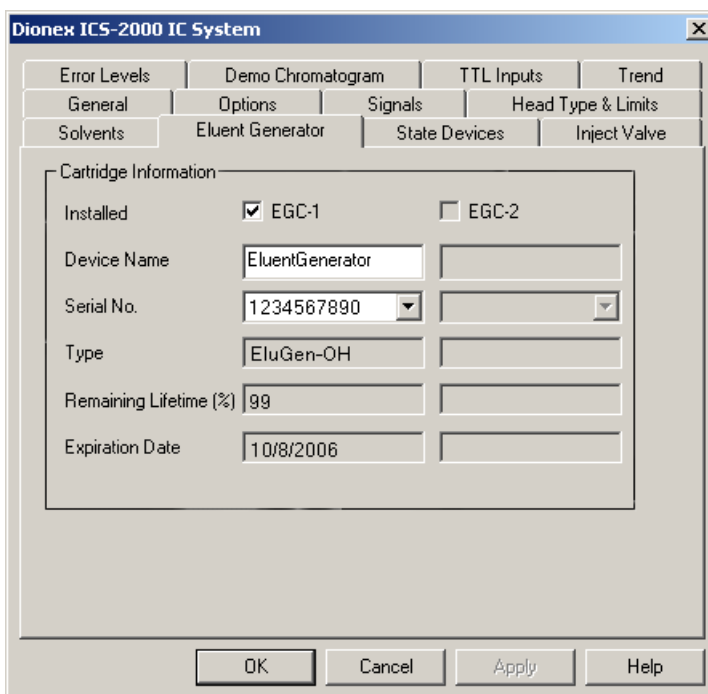 Dionex ICS-2000 IC System
Error Levels Demo Chromatogram TTL Inputs Trend
General Options Signals Head Type & Limits
Solvents Eluent Generator State Devices Inject Valve
Cartridge Information
Installed EGC-1 EGC-2
Device Name EluentGenerator
Serial No. 1234567890
Type EluGen-OH
Remaining Lifetime (%) 99
Expiration Date 10/8/2006
OK Cancel Apply Help